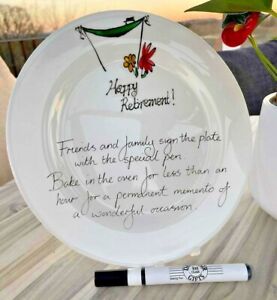 Happy
Retirement!
Friends and family sign the plate
with the special pen
Bake in the oven for less than an
hour for a permanent memento of
a wonderful occasion.
GIFTS